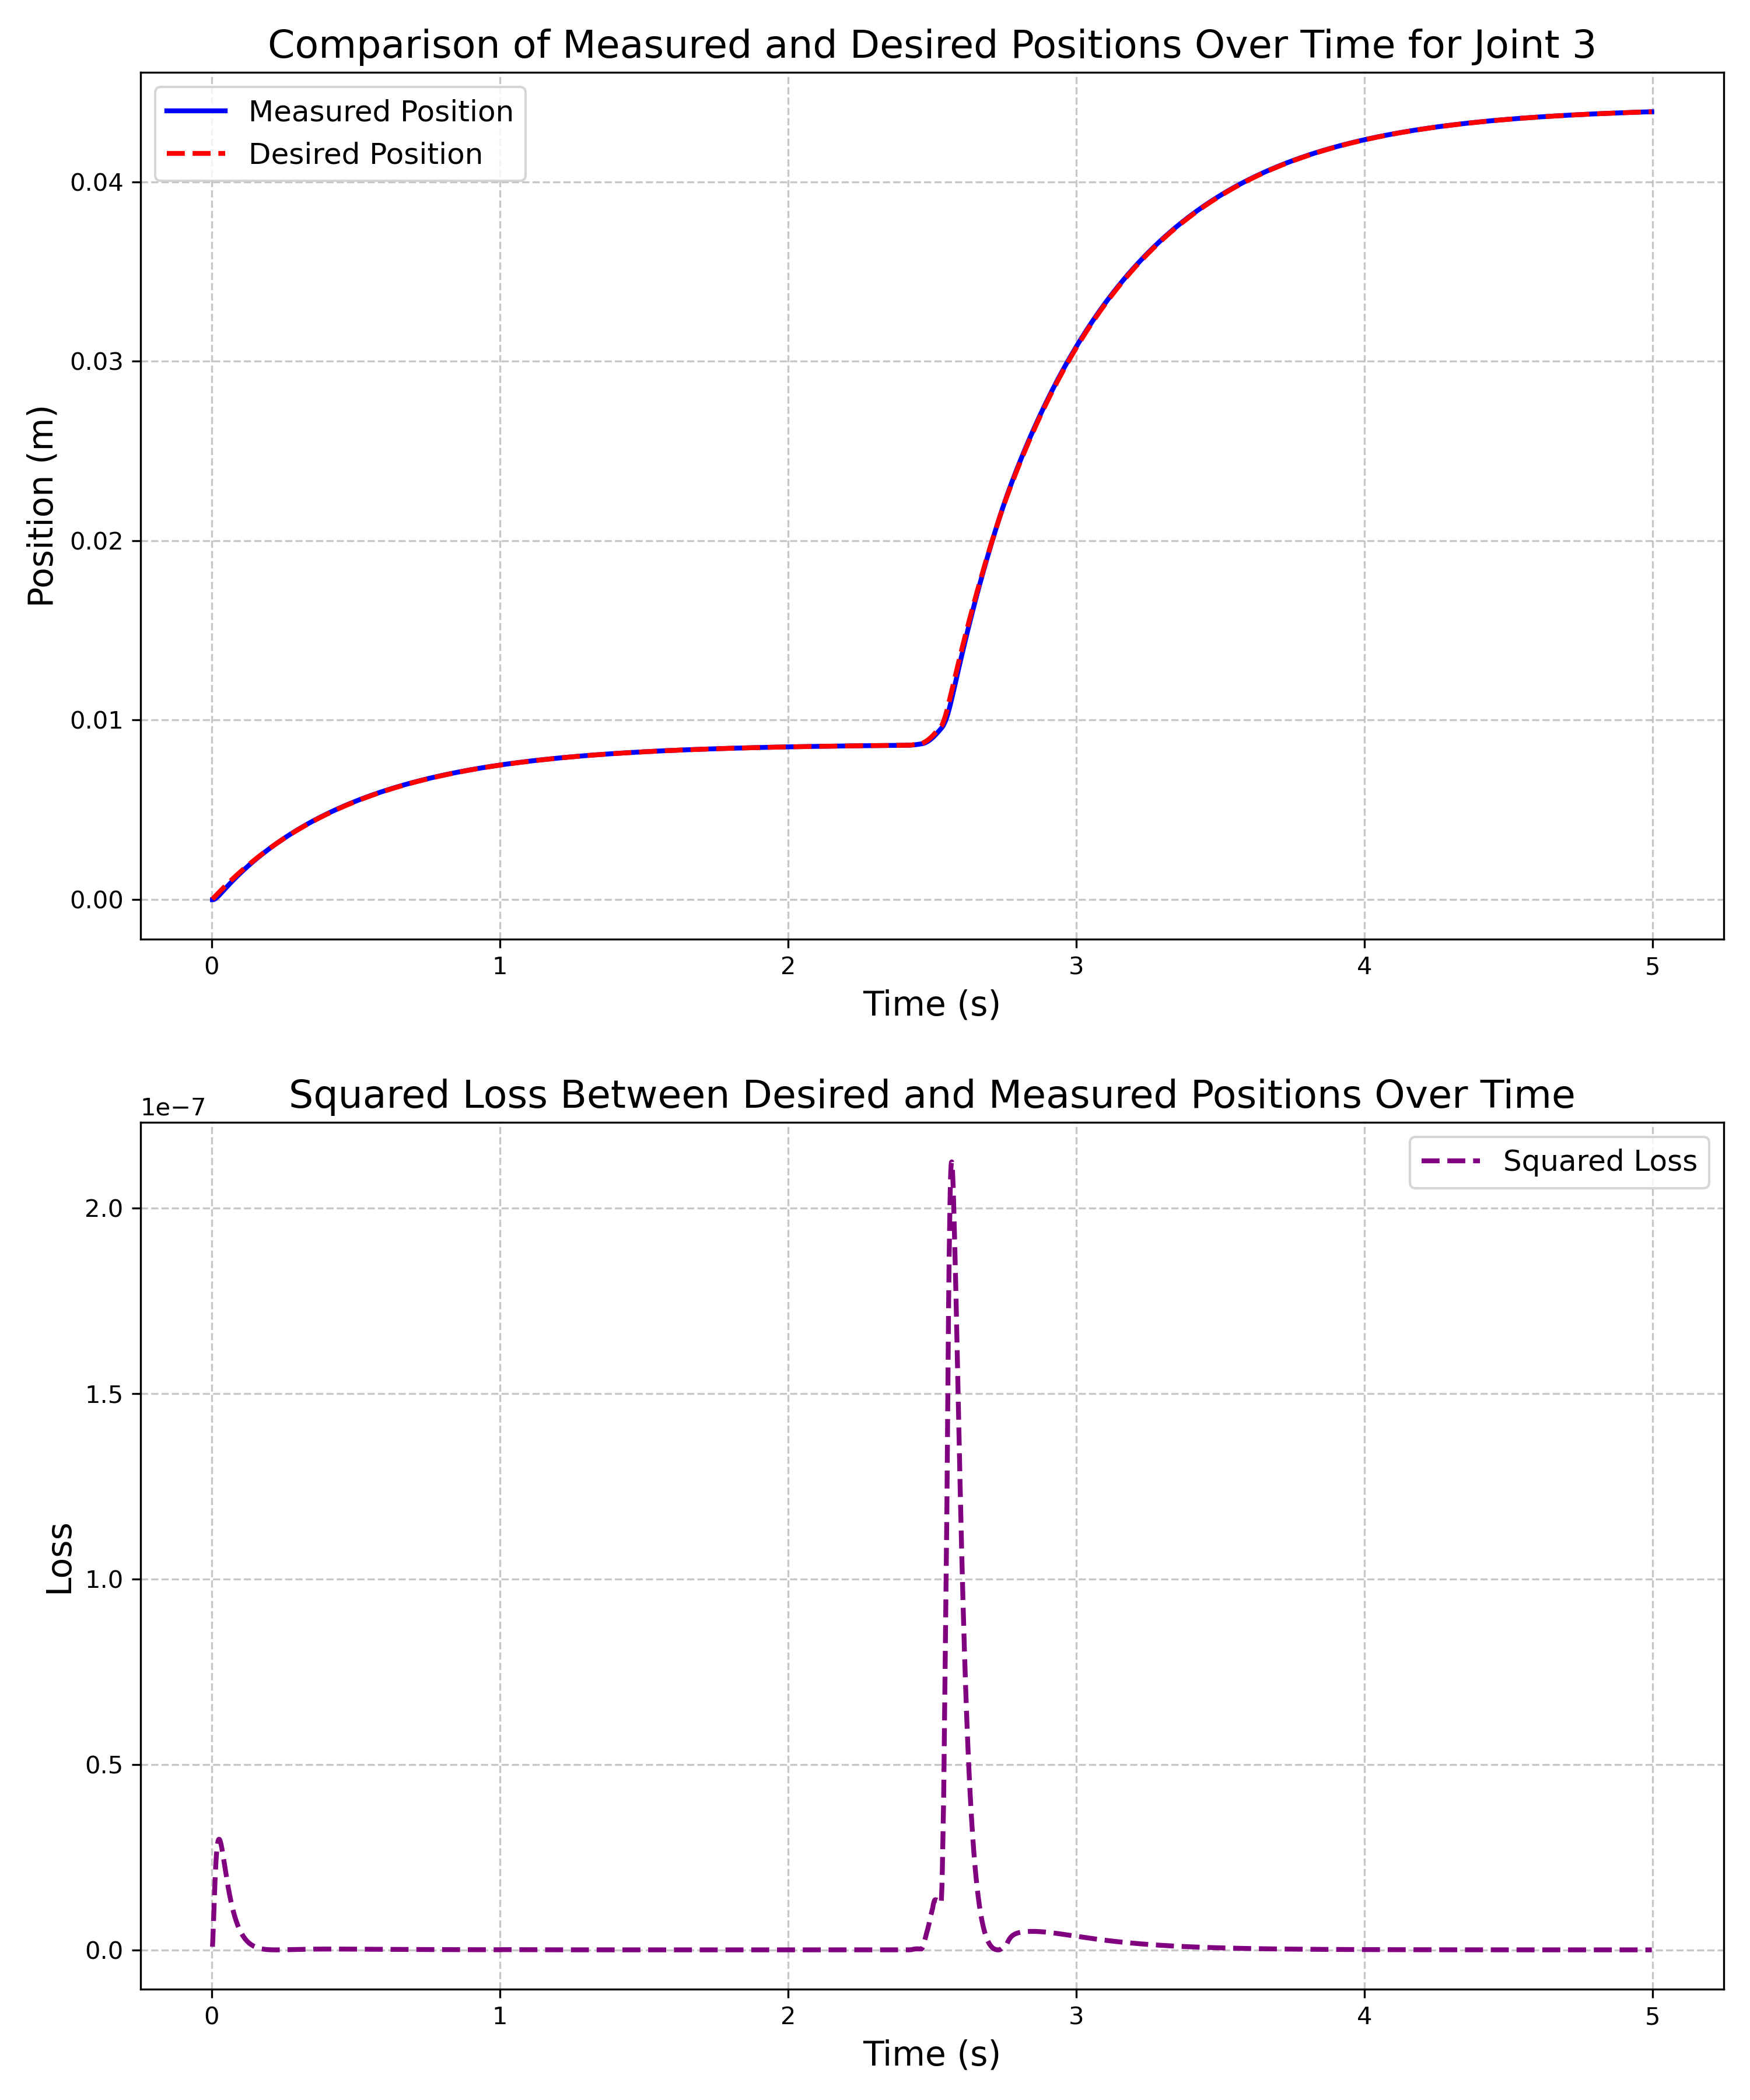 Comparison of Measured and Desired Positions Over Time for Joint 3
Measured Position
Desired Position
0.04
0.03
0.02
0.01
0.00
Position (m)
0 1 2 3 4 5
Time (s)
Squared Loss Between Desired and Measured Positions Over Time
1e−7
Squared Loss
2.0
1.5
1.0
0.5
0.0
Loss
0 1 2 3 4 5
Time (s)